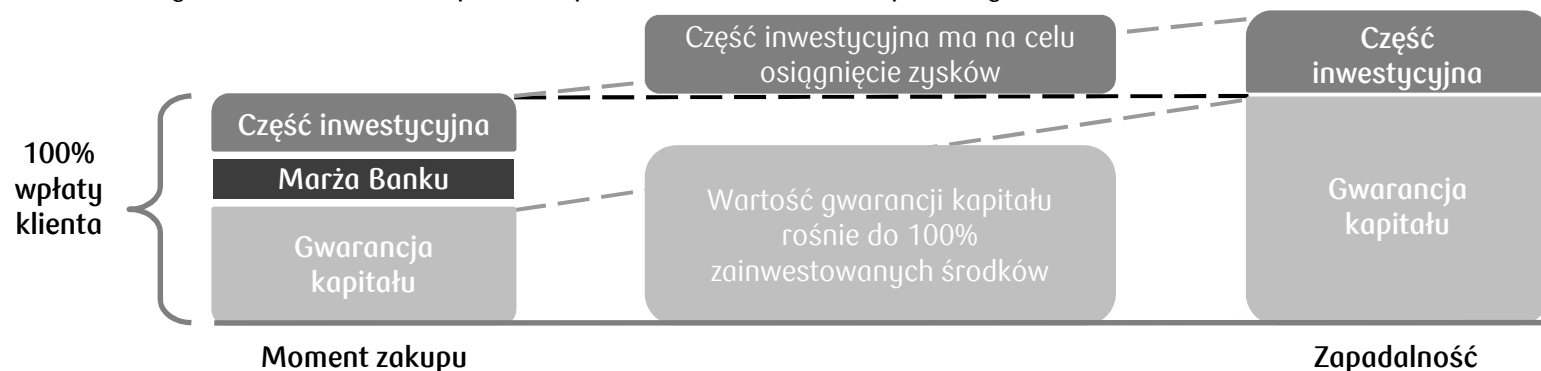 Część inwestycyjna ma na celu
osiągnięcie zysków
Część
inwestycyjna
100%
wpłaty
klienta
Część inwestycyjna
Marża Banku
Gwarancja
kapitału
Wartość gwarancji kapitału
rośnie do 100%
zainwestowanych środków
Gwarancja
kapitału
Moment zakupu
Zapadalność